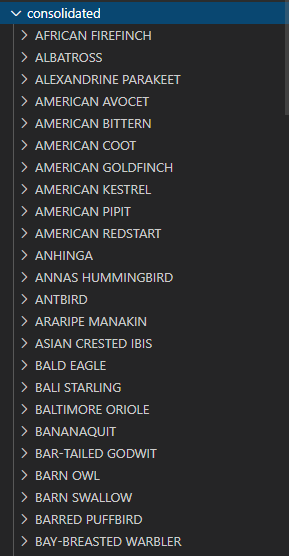 consolidated
AFRICAN FIREFINCH
ALBATROSS
ALEXANDRINE PARAKEET
AMERICAN AVOCET
AMERICAN BITTERN
AMERICAN COOT
AMERICAN GOLDFINCH
AMERICAN KESTREL
AMERICAN PIPIT
AMERICAN REDSTART
ANHINGA
ANNAS HUMMINGBIRD
ANTBIRD
ARARIPE MANAKIN
ASIAN CRESTED IBIS
BALD EAGLE
BALI STARLING
BALTIMORE ORIOLE
BANANAQUIT
BAR-TAILED GODWIT
BARN OWL
BARN SWALLOW
BARRED PUFFBIRD
BAY-BREASTED WARBLER